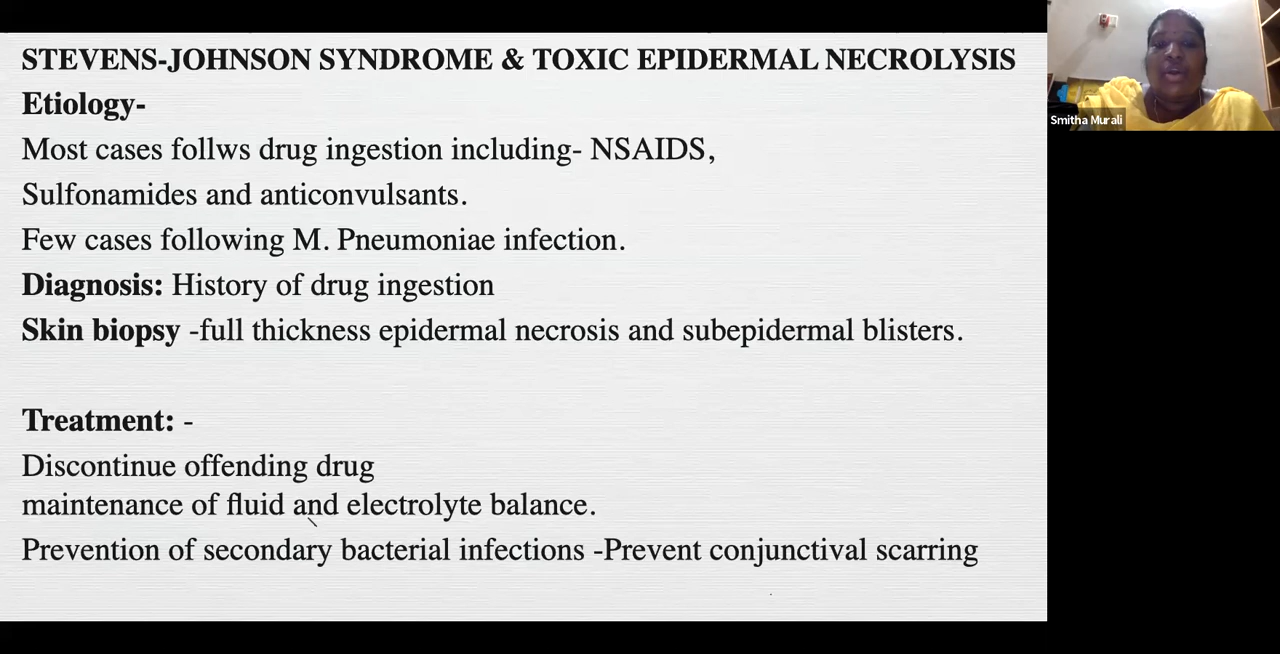 STEVENS-JOHNSON SYNDROME & TOXIC EPIDERMAL NECROLYSIS
Etiology-
Most cases follws drug ingestion including- NSAIDS,
Sulfonamides and anticonvulsants.
Few cases following M. Pneumoniae infection.
Diagnosis: History of drug ingestion
Skin biopsy -full thickness epidermal necrosis and subepidermal blisters.
Treatment: -
Discontinue offending drug
maintenance of fluid and electrolyte balance.
Prevention of secondary bacterial infections -Prevent conjunctival scarring
Smitha Murali